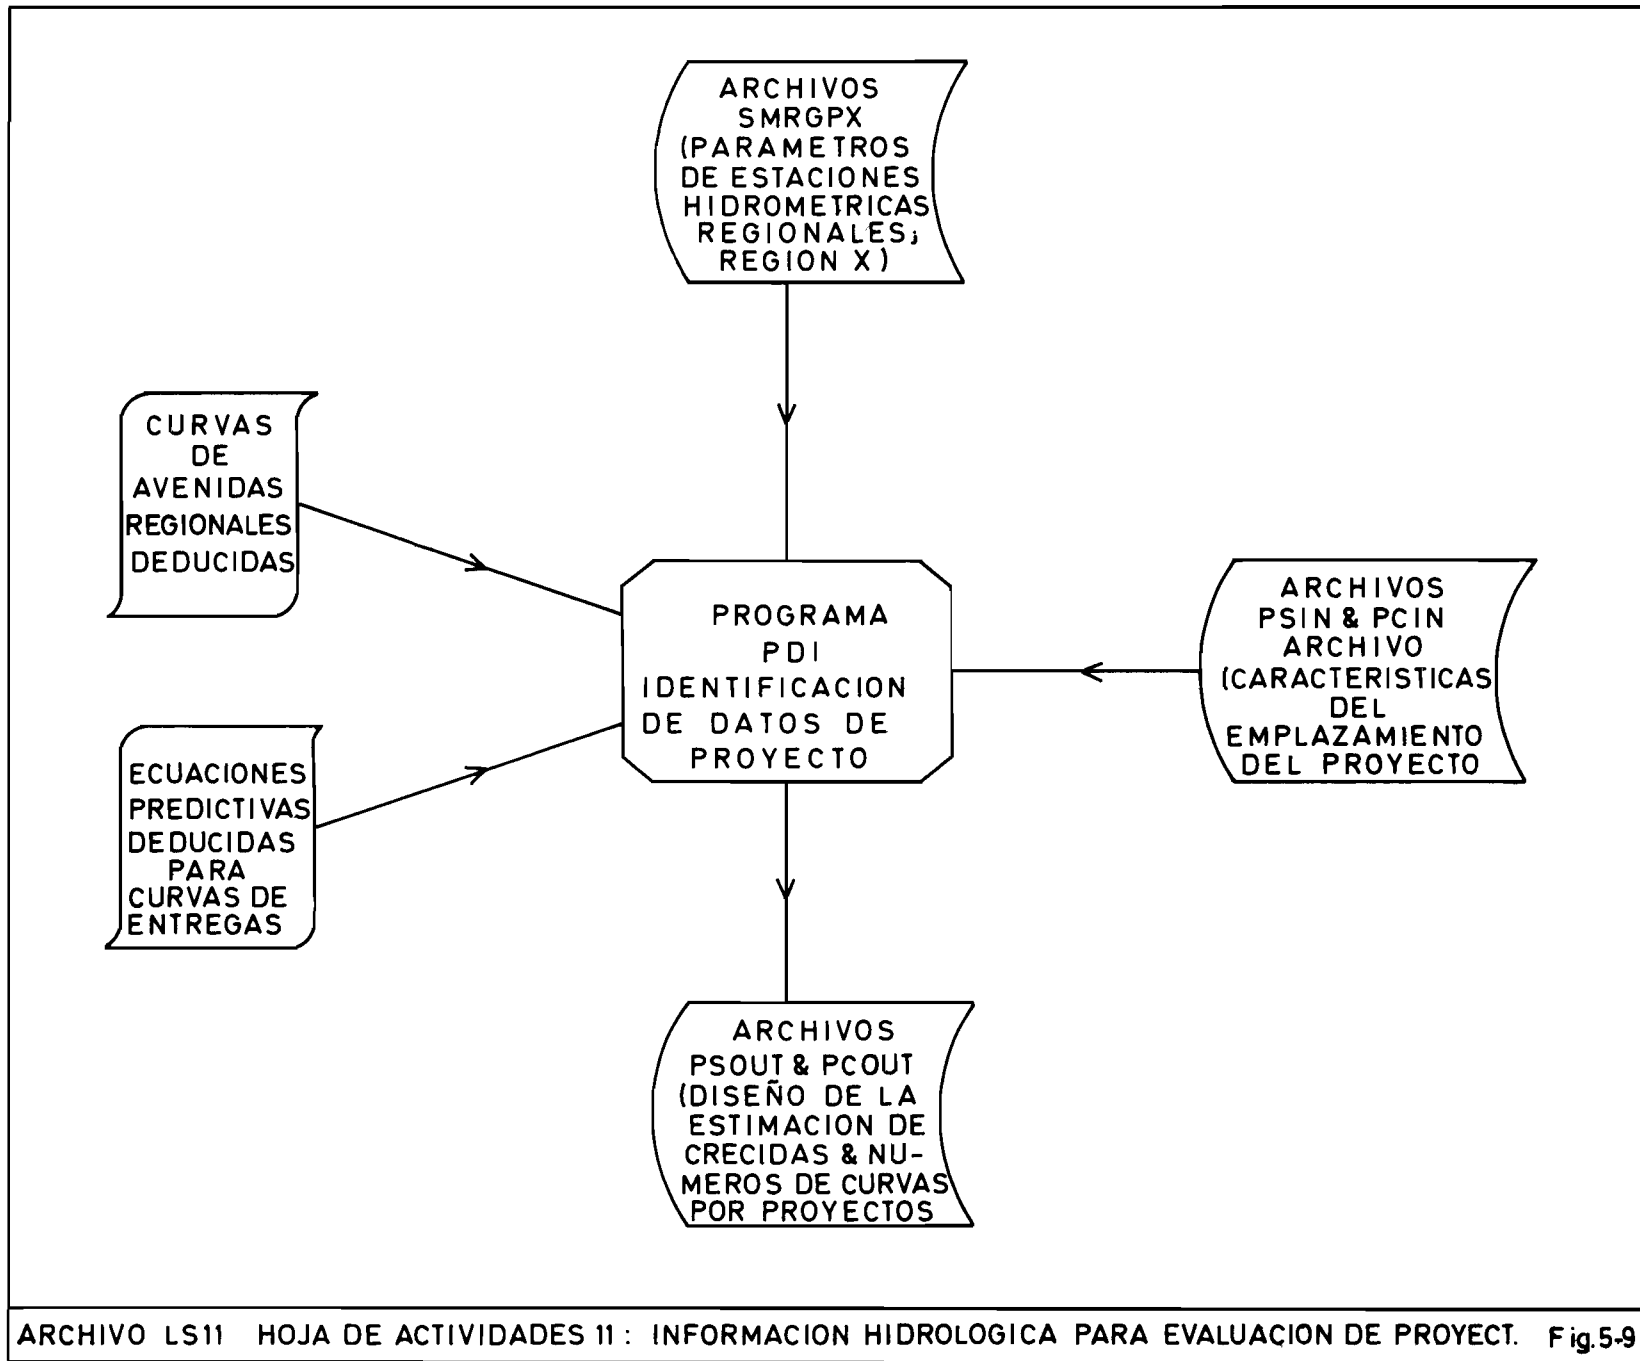 ARCHIVOS
SMRGPX
(PARAMETROS
DE ESTACIONES
HIDROMETRICAS
REGIONALES;
REGION X)
CURVAS
DE
AVENIDAS
REGIONALES
DEDUCIDAS
PROGRAMA
PDI
IDENTIFICACION
DE DATOS DE
PROYECTO
ARCHIVOS
PSIN & PCIN
ARCHIVO
(CARACTERISTICAS
DEL
EMPLAZAMIENTO
DEL PROYECTO
ECUACIONES
PREDICTIVAS
DEDUCIDAS
PARA
CURVAS DE
ENTREGAS
ARCHIVOS
PSOUT & PCOUT
(DISEÑO DE LA
ESTIMACION DE
CRECIDAS & NU-
MEROS DE CURVAS
POR PROYECTOS
ARCHIVO LS11 HOJA DE ACTIVIDADES 11: INFORMACION HIDROLOGICA PARA EVALUACION DE PROYECT. Fig.5-9